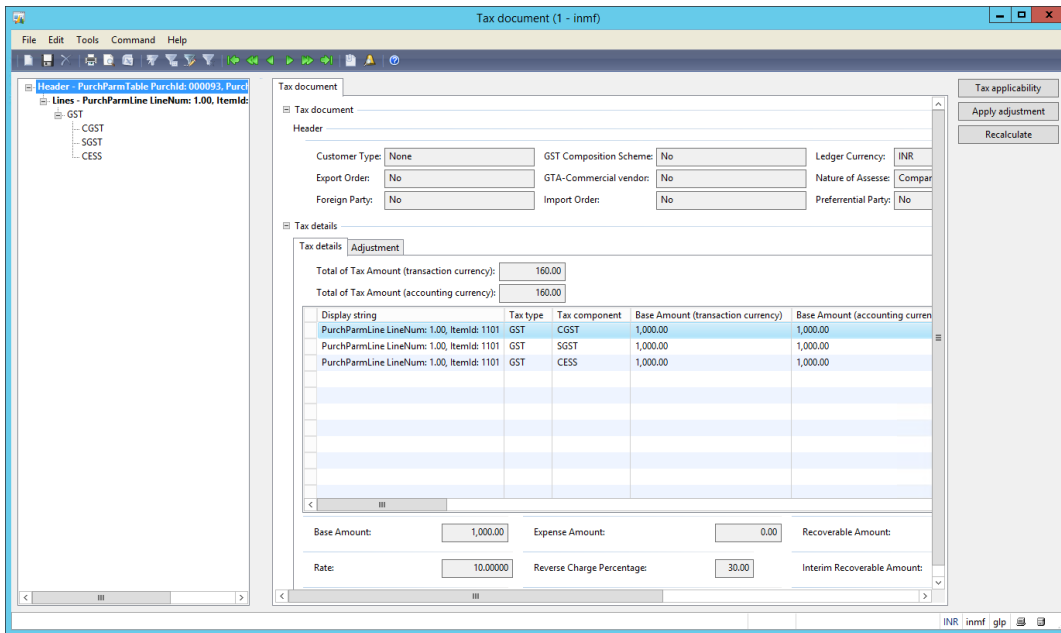 Tax document (1 - inmf)
File Edit Tools Command Help
Header - PurchParmTable PurchId: 000093, Purch
Lines - PurchParmLine LineNum: 1.00, ItemId:
GST
CGST
SGST
CESS
Tax document
Tax document
Header
Customer Type: None GST Composition Scheme: No Ledger Currency: INR
Export Order: No GTA-Commercial vendor: No Nature of Assesse: Compar
Foreign Party: No Import Order: No Preferrential Party: No
Tax details
Tax details Adjustment
Total of Tax Amount (transaction currency): 160.00
Total of Tax Amount (accounting currency): 160.00
Display string Tax type Tax component Base Amount (transaction currency) Base Amount (accounting curren
PurchParmLine LineNum: 1.00, ItemId: 1101 GST CGST 1,000.00 1,000.00
PurchParmLine LineNum: 1.00, ItemId: 1101 GST SGST 1,000.00 1,000.00
PurchParmLine LineNum: 1.00, ItemId: 1101 GST CESS 1,000.00 1,000.00
Base Amount: 1,000.00 Expense Amount: 0.00 Recoverable Amount:
Rate: 10.00000 Reverse Charge Percentage: 30.00 Interim Recoverable Amount:
Tax applicability
Apply adjustment
Recalculate
INR inmf glp